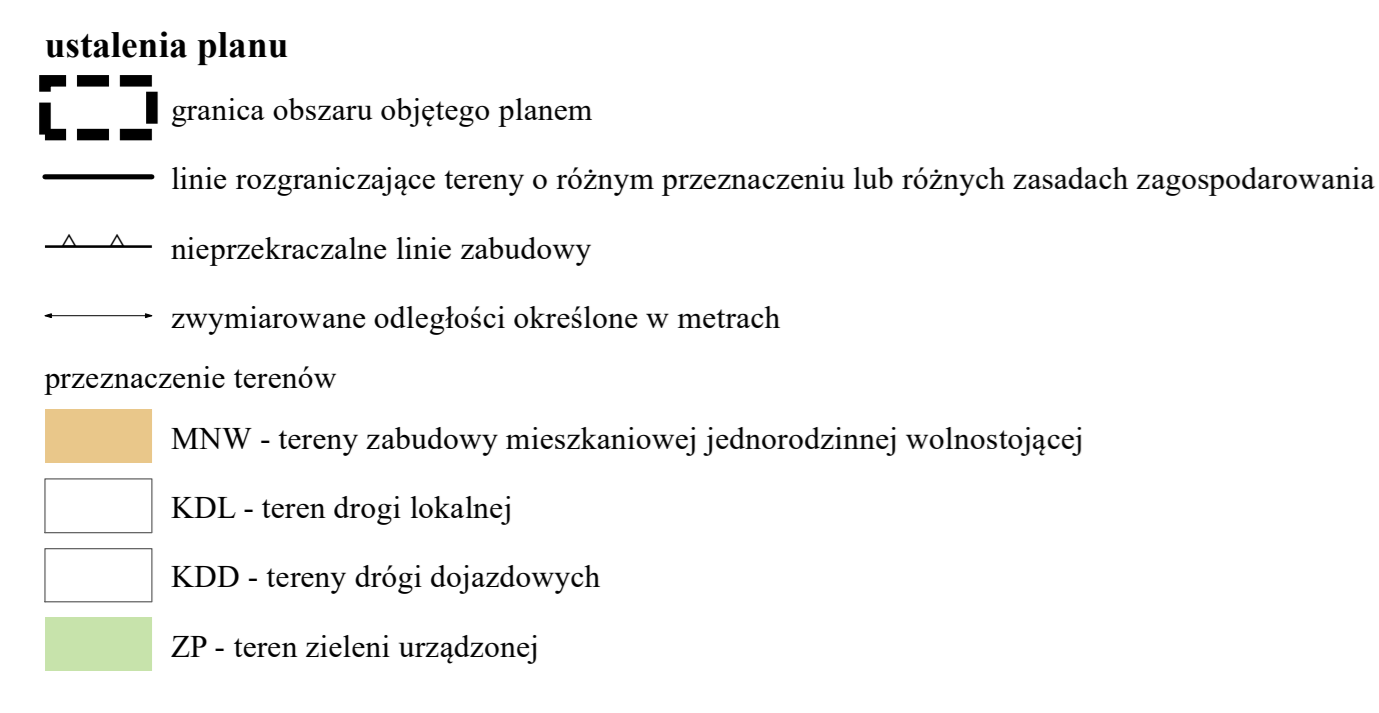 ustalenia planu
granica obszaru objętego planem
linie rozgraniczające tereny o różnym przeznaczeniu lub różnych zasadach zagospodarowania
nieprzekraczalne linie zabudowy
zwymiarowane odległości określone w metrach
przeznaczenie terenów
MNW - tereny zabudowy mieszkaniowej jednorodzinnej wolnostojącej
KDL - teren drogi lokalnej
KDD - tereny drógi dojazdowych
ZP - teren zieleni urządzonej